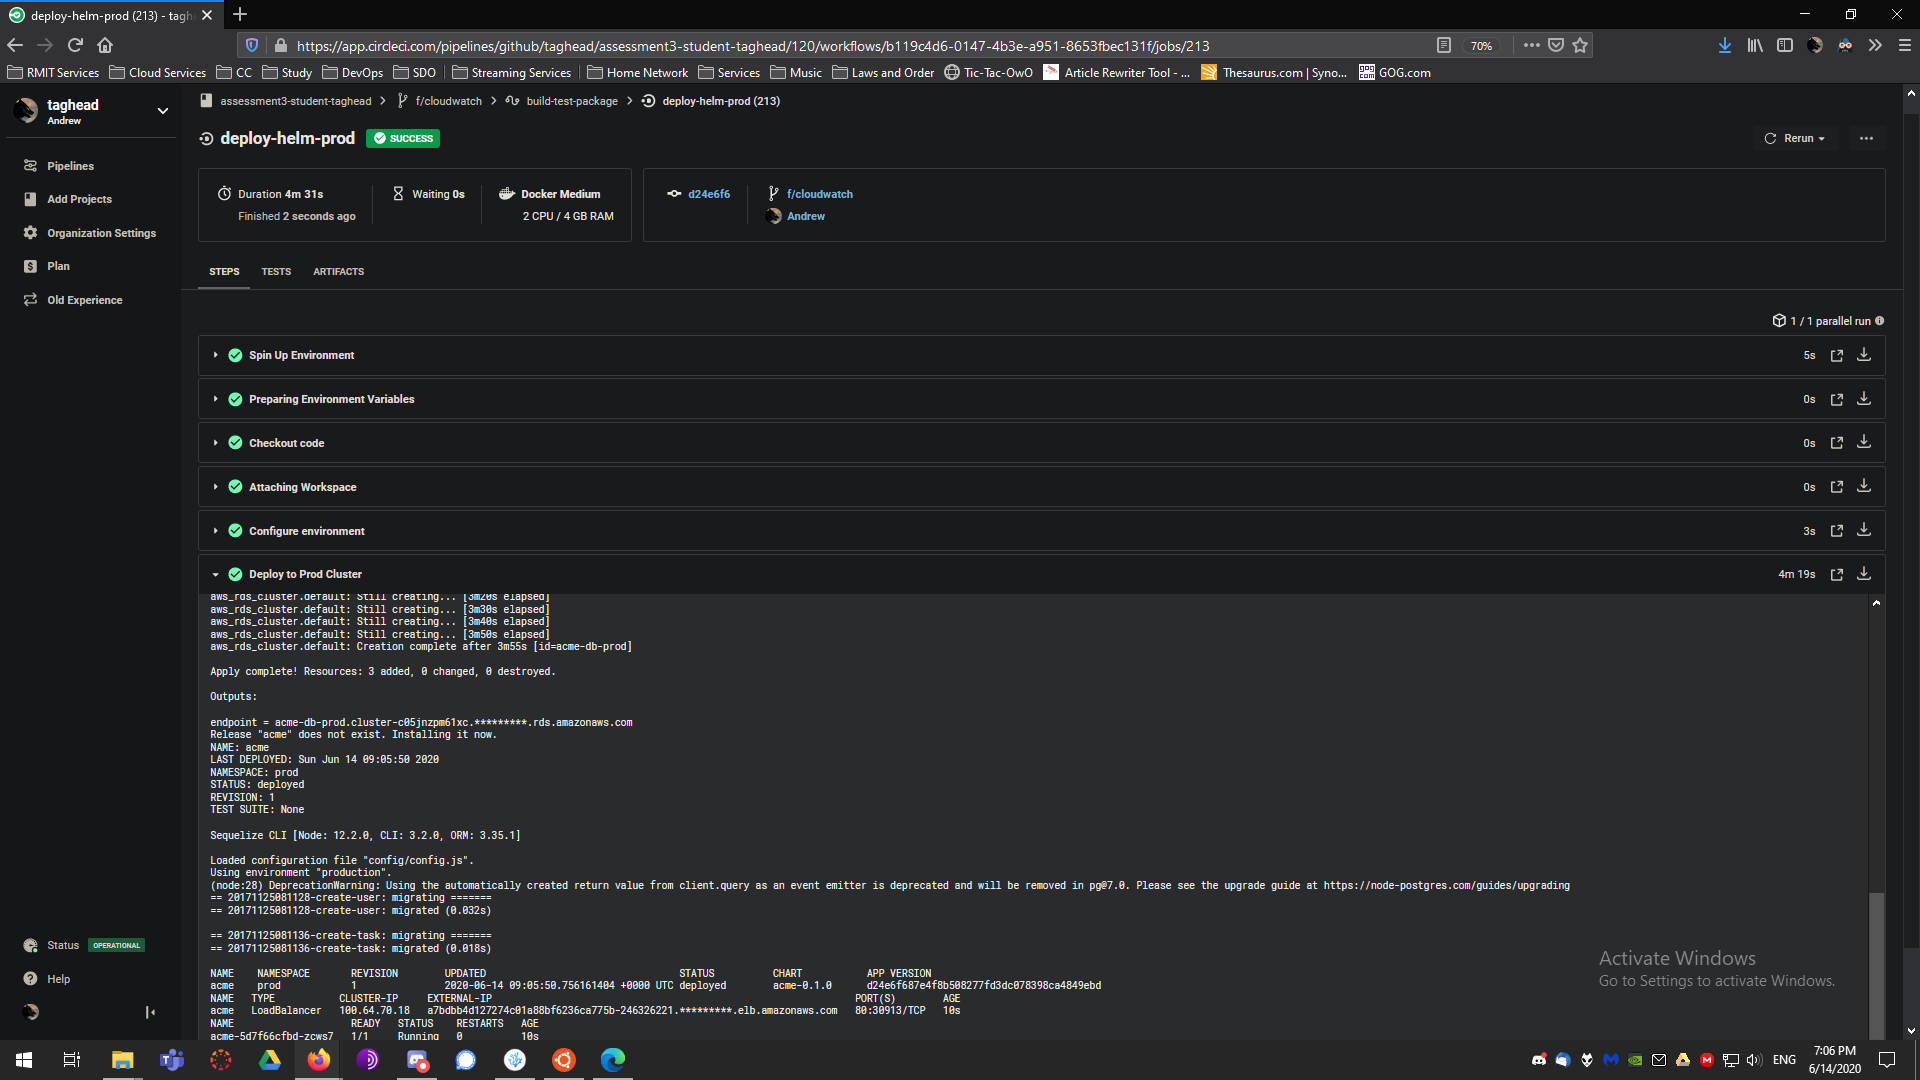 deploy-helm-prod (213) - tagh
https://app.circleci.com/pipelines/github/taghead/assessment3-student-taghead/120/workflows/b119c4d6-0147-4b3e-a951-8653fbec131f/jobs/213
70%
RMIT Services
Cloud Services
CC
Study
DevOps
SDO
Streaming Services
Home Network
Services
Music
Laws and Order
Tic-Tac-OwO
Article Rewriter Tool - ...
Thesaurus.com | Syno...
GOG.com
taghead
Andrew
assessment3-student-taghead
f/cloudwatch
build-test-package
deploy-helm-prod (213)
deploy-helm-prod
SUCCESS
Rerun
Pipelines
Add Projects
Organization Settings
Plan
Old Experience
Duration 4m 31s
Finished 2 seconds ago
Waiting 0s
Docker Medium
2 CPU / 4 GB RAM
d24e6f6
f/cloudwatch
Andrew
STEPS
TESTS
ARTIFACTS
1 / 1 parallel run
Spin Up Environment 5s
Preparing Environment Variables 0s
Checkout code 0s
Attaching Workspace 0s
Configure environment 3s
Deploy to Prod Cluster 4m 19s
aws_rds_cluster.default: Still creating... [3m20s elapsed]
aws_rds_cluster.default: Still creating... [3m30s elapsed]
aws_rds_cluster.default: Still creating... [3m40s elapsed]
aws_rds_cluster.default: Still creating... [3m50s elapsed]
aws_rds_cluster.default: Creation complete after 3m55s [id=acme-db-prod]
Apply complete! Resources: 3 added, 0 changed, 0 destroyed.
Outputs:
endpoint = acme-db-prod.cluster-c05jnzpm61xc.*********.rds.amazonaws.com
Release "acme" does not exist. Installing it now.
NAME: acme
LAST DEPLOYED: Sun Jun 14 09:05:50 2020
NAMESPACE: prod
STATUS: deployed
REVISION: 1
TEST SUITE: None
Sequelize CLI [Node: 12.2.0, CLI: 3.2.0, ORM: 3.35.1]
Loaded configuration file "config/config.js".
Using environment "production".
(node:28) DeprecationWarning: Using the automatically created return value from client.query as an event emitter is deprecated and will be removed in pg@7.0. Please see the upgrade guide at https://node-postgres.com/guides/upgrading
== 20171125081128-create-user: migrating =======
== 20171125081128-create-user: migrated (0.032s)
== 20171125081136-create-task: migrating =======
== 20171125081136-create-task: migrated (0.018s)
NAME NAMESPACE REVISION UPDATED STATUS CHART APP VERSION
acme prod 1 2020-06-14 09:05:50.756161404 +0000 UTC deployed acme-0.1.0 d24e6f687e4f8b508277fd3dc078398ca4849ebd
NAME TYPE CLUSTER-IP EXTERNAL-IP PORT(S) AGE
acme LoadBalancer 100.64.70.18 a7bdbb4d127274c01a88bf6236ca775b-246326221.*********.elb.amazonaws.com 80:30913/TCP 10s
NAME READY STATUS RESTARTS AGE
acme-5d7f66cfbd-zcws7 1/1 Running 0 10s
Status OPERATIONAL
Help
Activate Windows
Go to Settings to activate Windows.
ENG
7:06 PM
6/14/2020